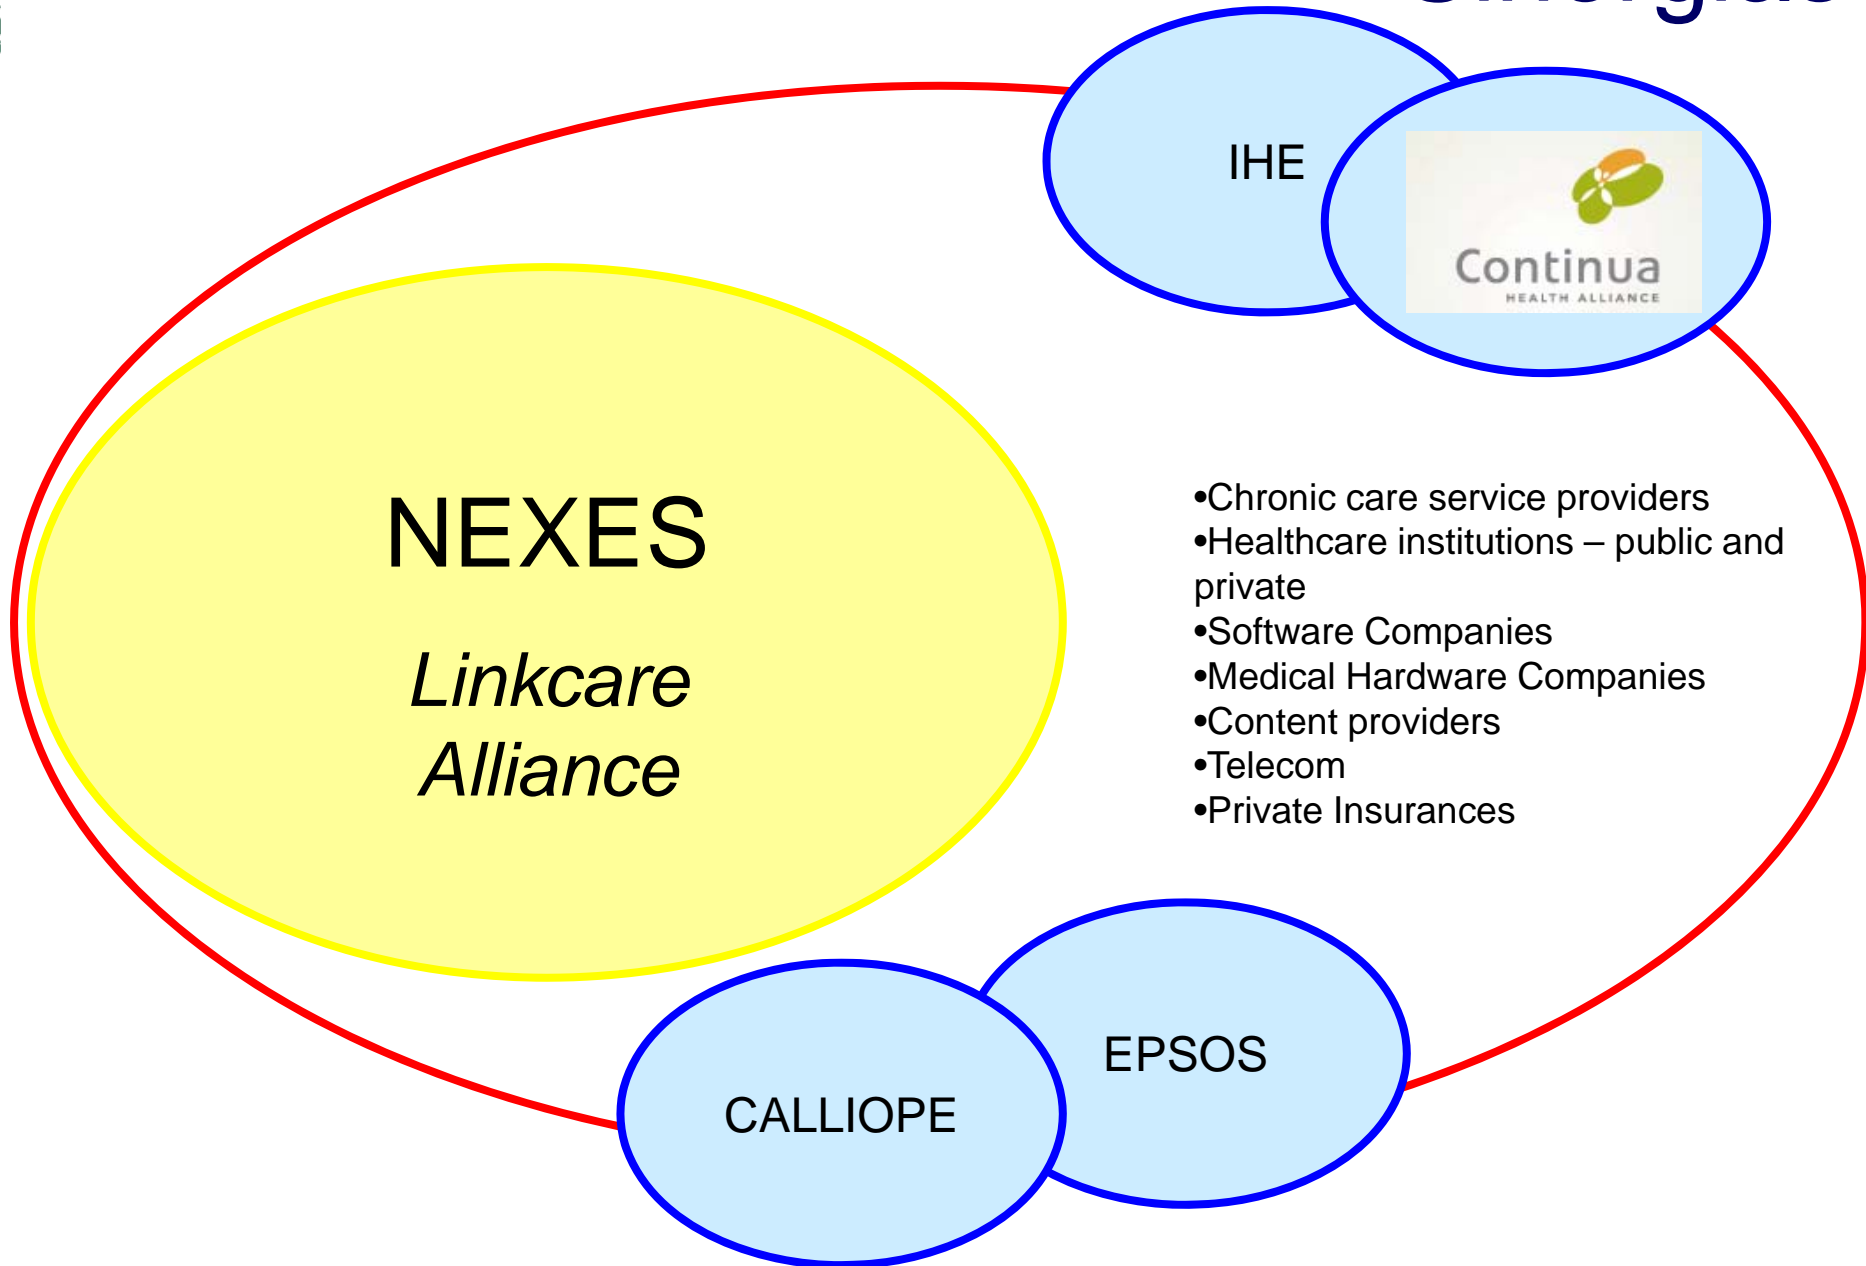 IHE
Continua
HEALTH ALLIANCE
NEXES
Linkcare
Alliance
•Chronic care service providers
•Healthcare institutions – public and
private
•Software Companies
•Medical Hardware Companies
•Content providers
•Telecom
•Private Insurances
EPSOS
CALLIOPE